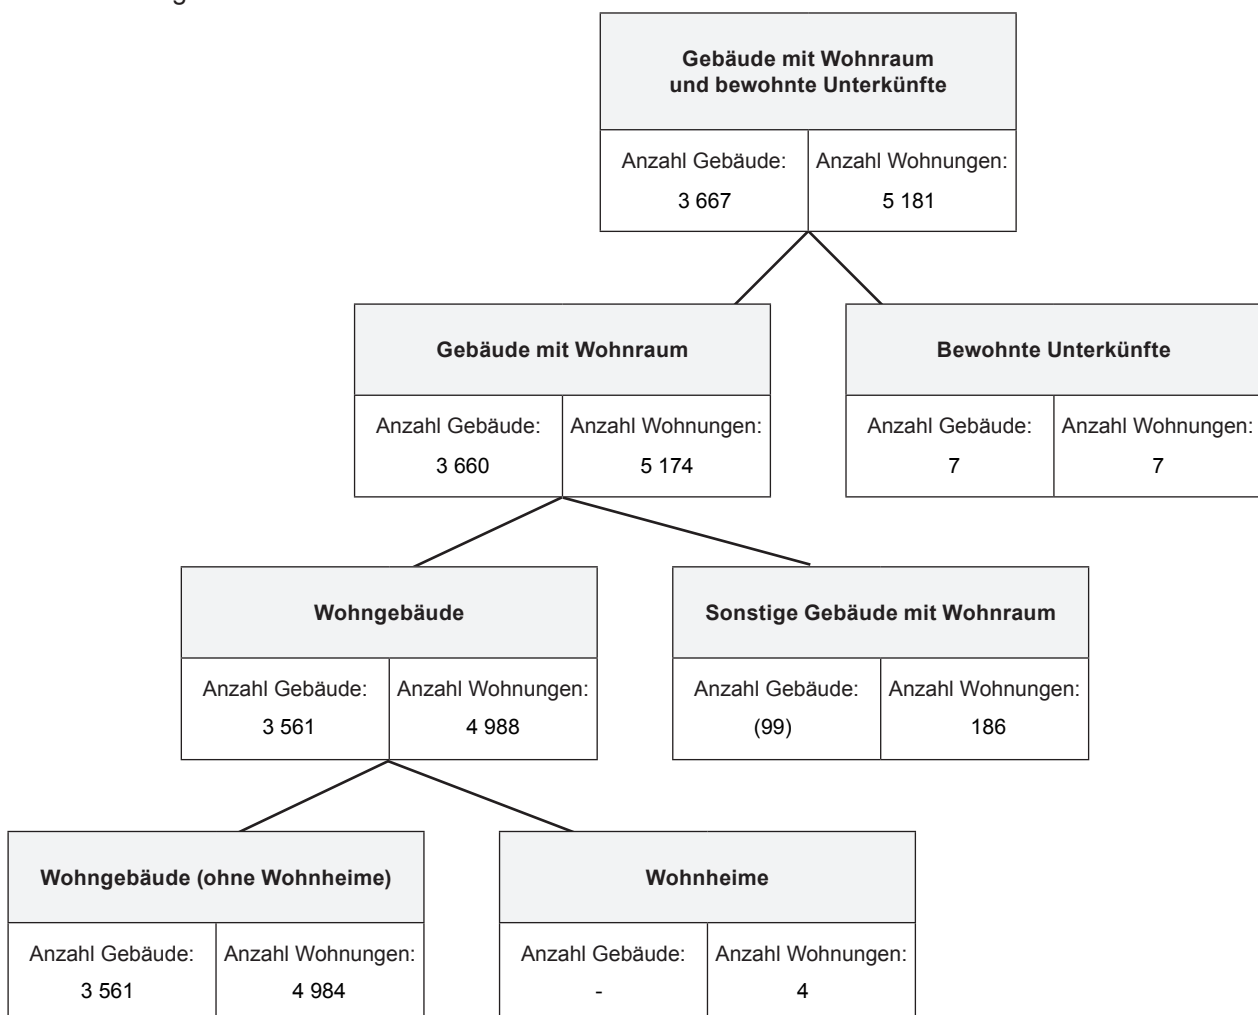 Gebäude mit Wohnraum
und bewohnte Unterkünfte
Anzahl Gebäude: Anzahl Wohnungen:
3 667 5 181
Gebäude mit Wohnraum Bewohnte Unterkünfte
Anzahl Gebäude: Anzahl Wohnungen: Anzahl Gebäude: Anzahl Wohnungen:
3 660 5 174 7 7
Wohngebäude Sonstige Gebäude mit Wohnraum
Anzahl Gebäude: Anzahl Wohnungen: Anzahl Gebäude: Anzahl Wohnungen:
3 561 4 988 (99) 186
Wohngebäude (ohne Wohnheime) Wohnheime
Anzahl Gebäude: Anzahl Wohnungen: Anzahl Gebäude: Anzahl Wohnungen:
3 561 4 984 - 4